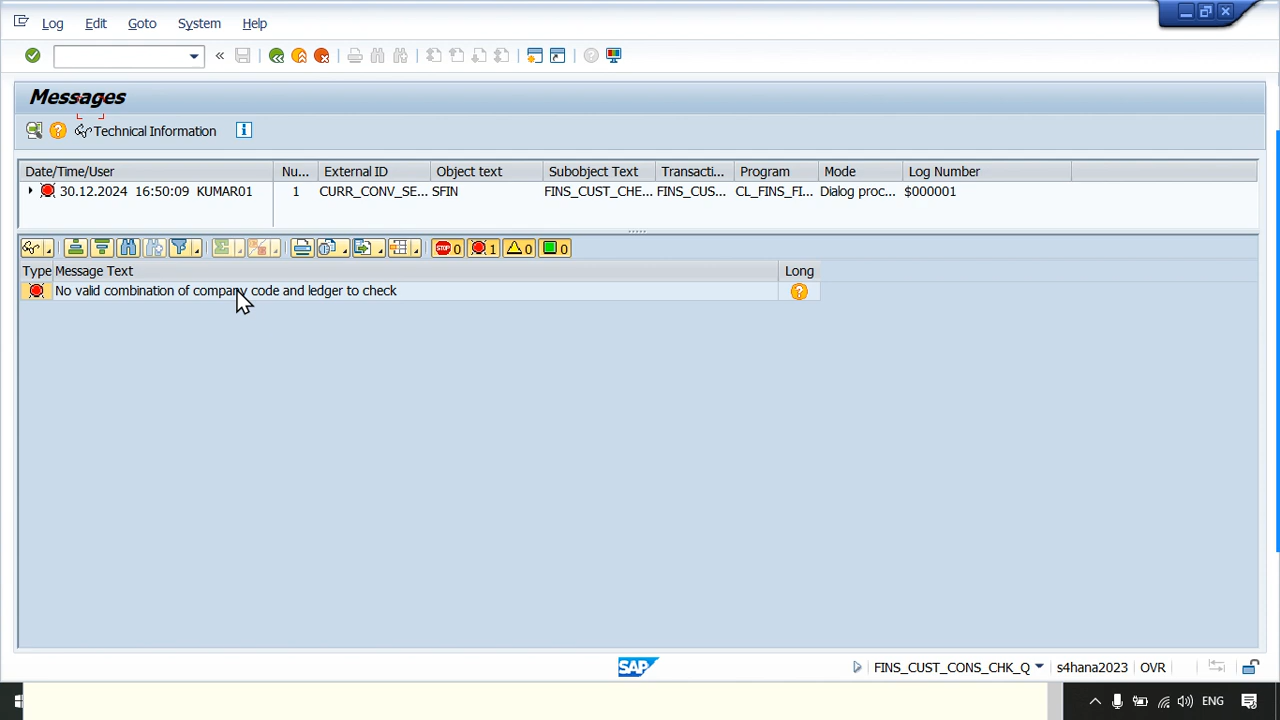 Log Edit Goto System Help
Messages
Technical Information
Date/Time/User Nu... External ID Object text Subobject Text Transacti... Program Mode Log Number
30.12.2024 16:50:09 KUMAR01 1 CURR_CONV_SE... SFIN FINS_CUST_CHE... FINS_CUS... CL_FINS_FI... Dialog proc... $000001
STOP 0 1 0 0
Type Message Text Long
No valid combination of company code and ledger to check
SAP FINS_CUST_CONS_CHK_Q s4hana2023 OVR
ENG